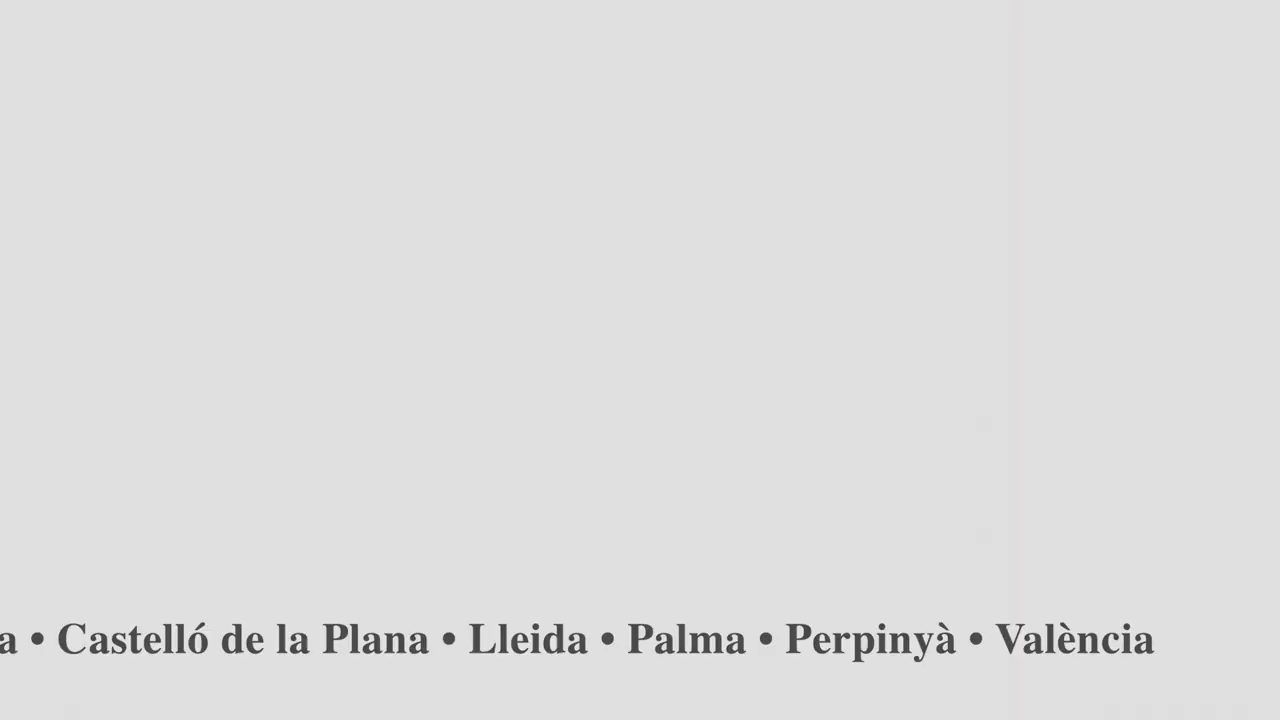 a • Castelló de la Plana • Lleida • Palma • Perpinyà • València